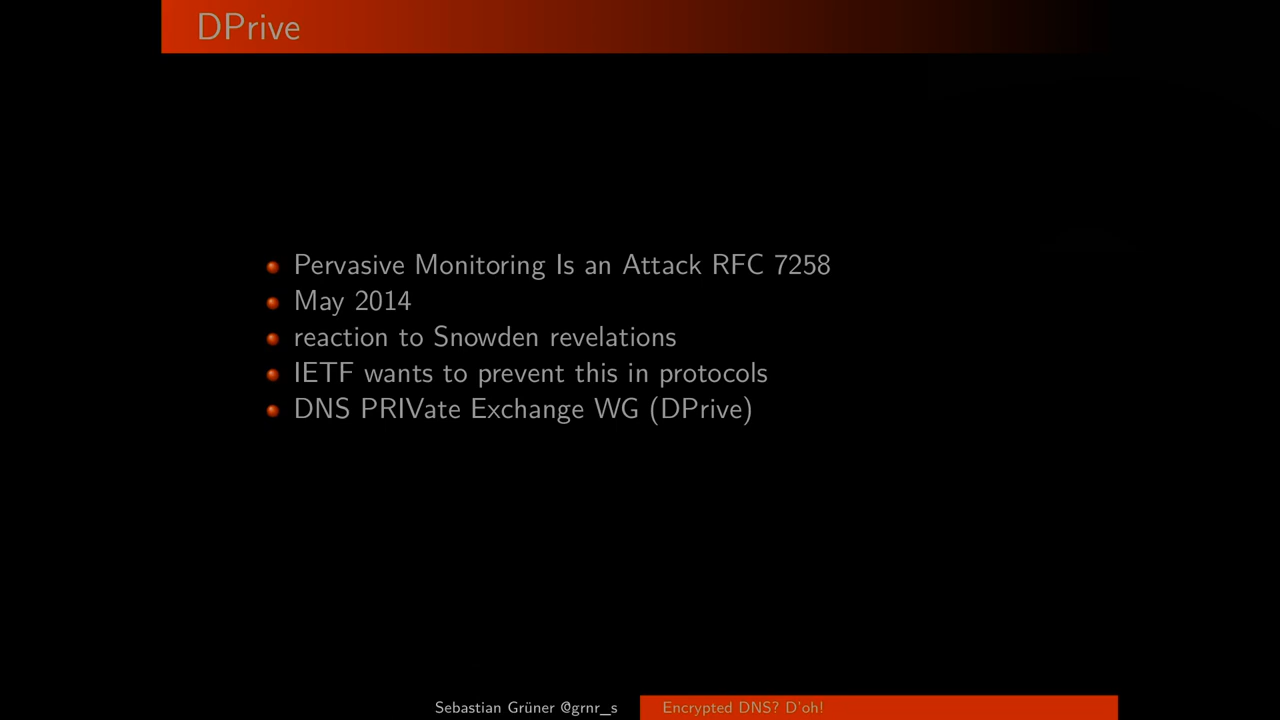 DPrive
Pervasive Monitoring Is an Attack RFC 7258
May 2014
reaction to Snowden revelations
IETF wants to prevent this in protocols
DNS PRIVate Exchange WG (DPrive)
Sebastian Grüner @grnr_s
Encrypted DNS? D'oh!